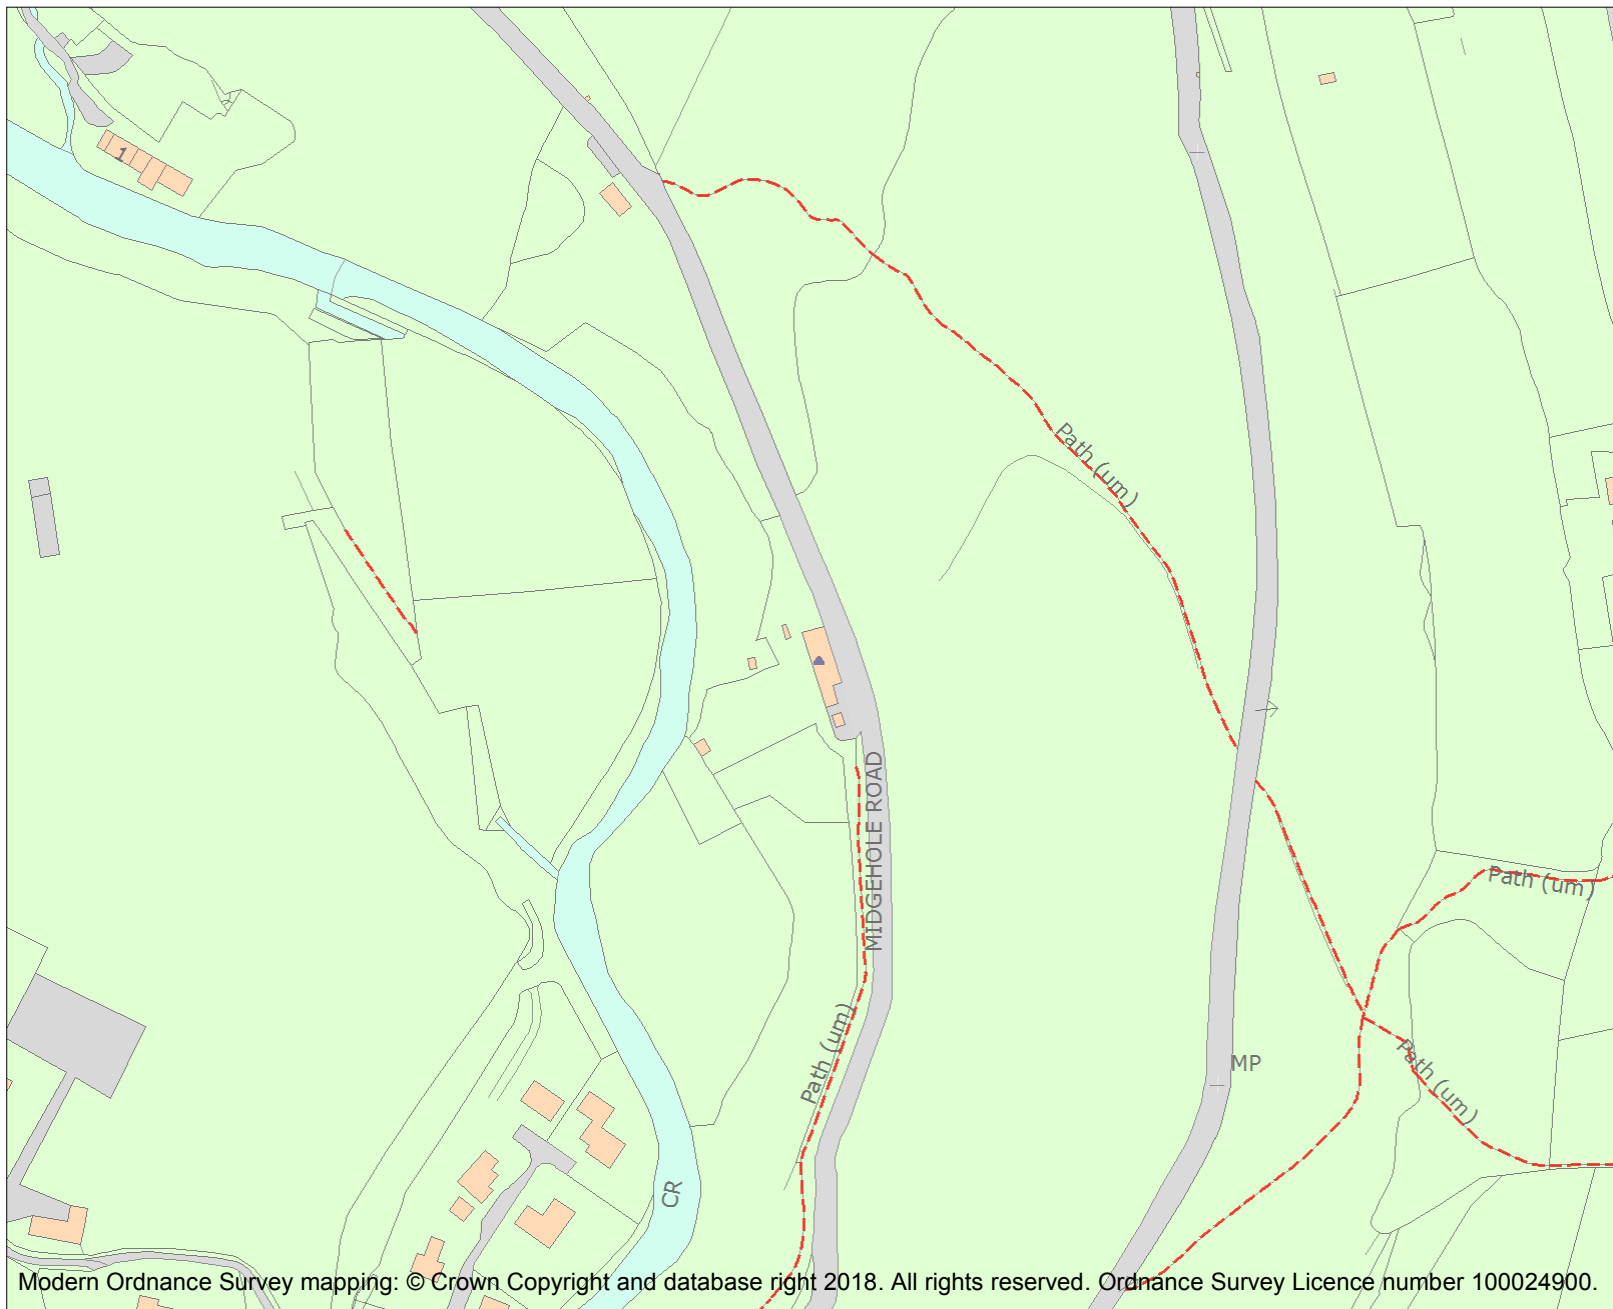 1
Path (um)
MIDGEHOLE ROAD
Path (um)
Path (um)
MP
Path (um)
CR
Modern Ordnance Survey mapping: © Crown Copyright and database right 2018. All rights reserved. Ordnance Survey Licence number 100024900.